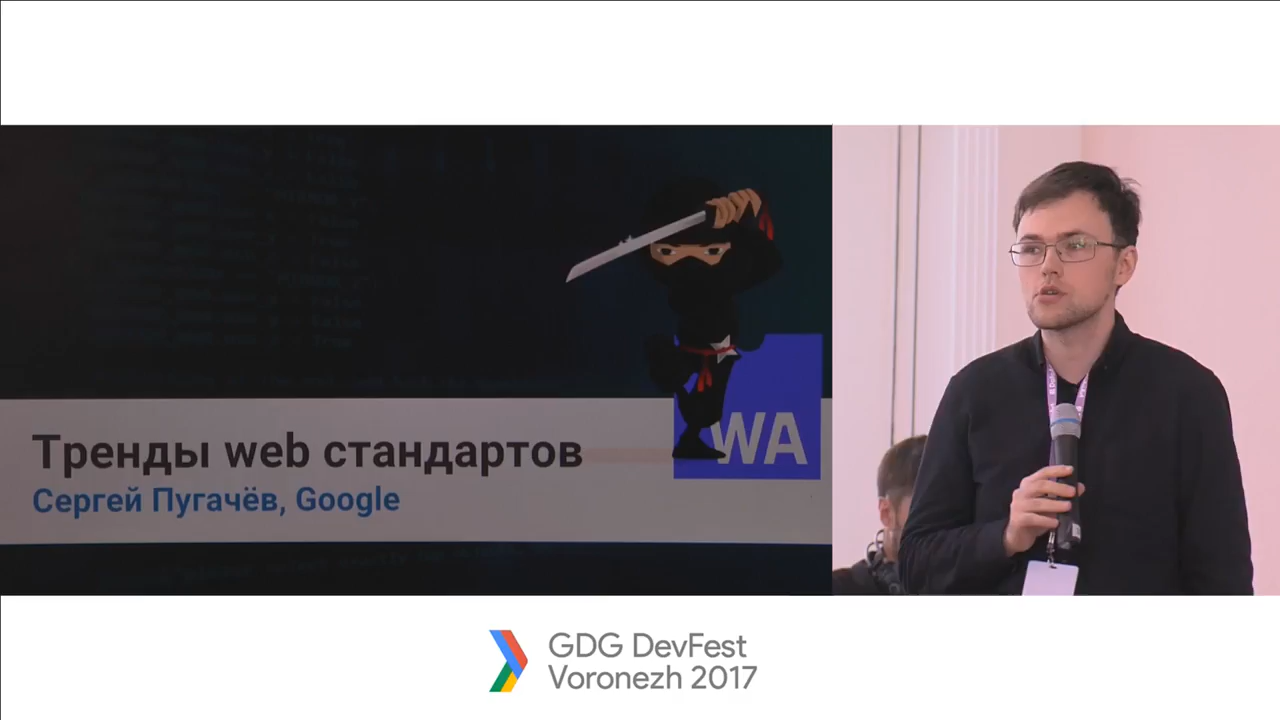 Тренды web стандартов
Сергей Пугачёв, Google
WA
GDG DevFest
Voronezh 2017